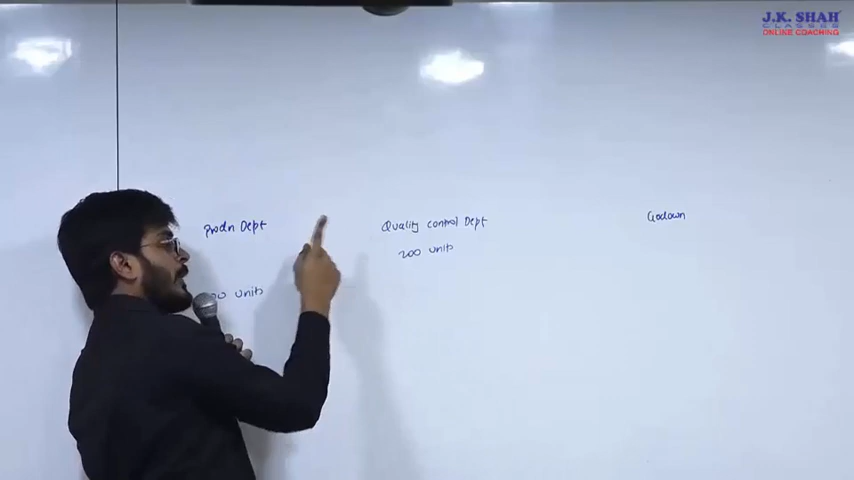 J.K. SHAH
CLASSES
ONLINE COACHING
Prodn Dept
Quality control Dept
Godown
200 units
units